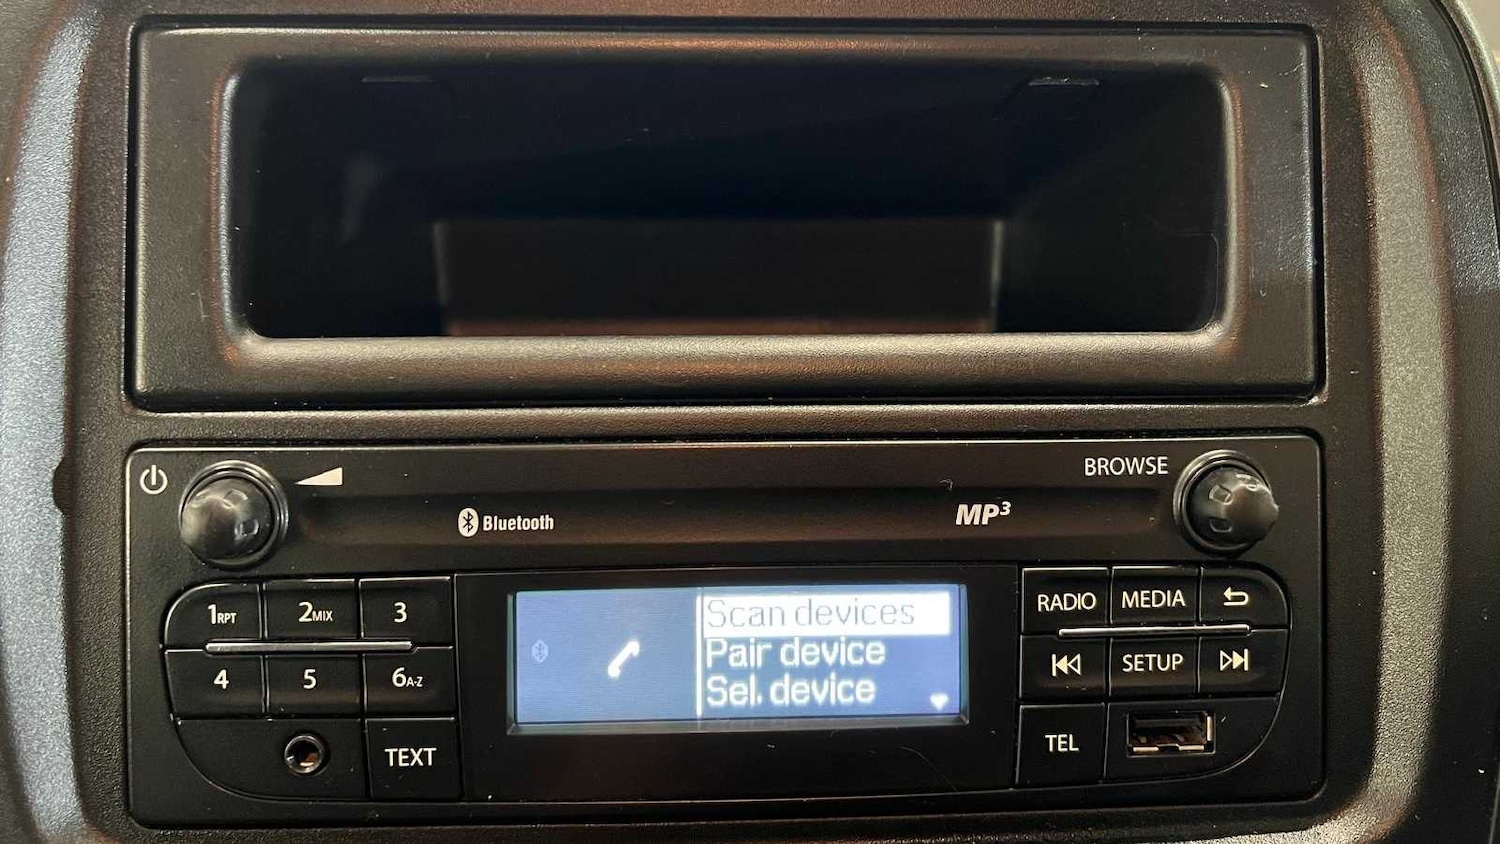 BROWSE
Bluetooth
MP3
1RPT
2MIX
3
4
5
6A-Z
TEXT
Scan devices
Pair device
Sel. device
RADIO
MEDIA
SETUP
TEL